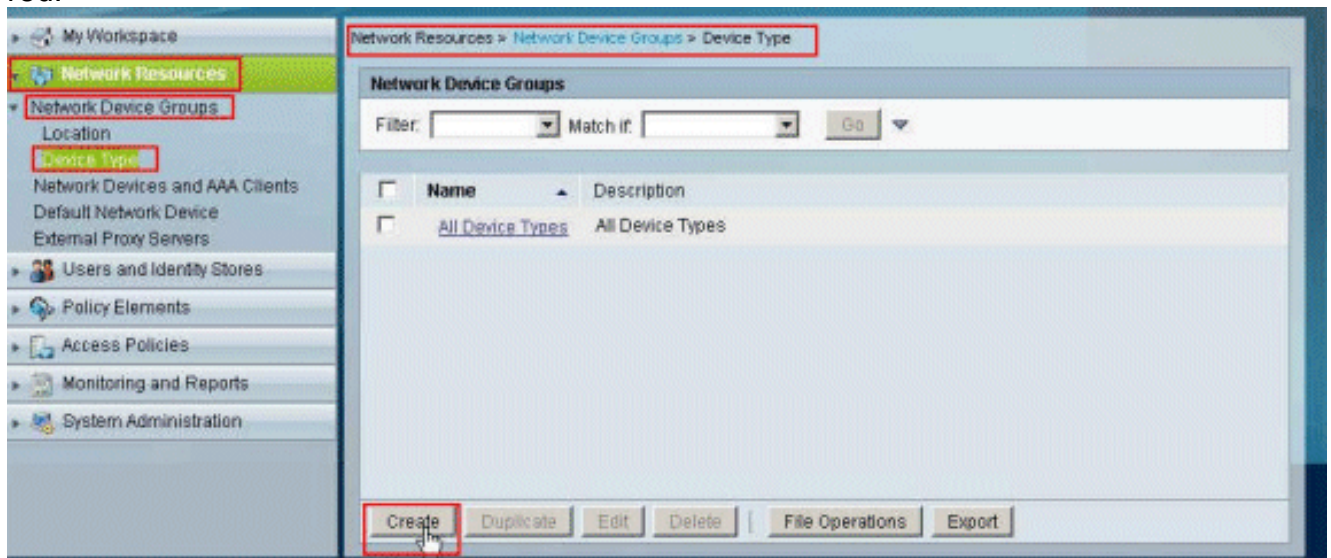 My Workspace
Network Resources
Network Device Groups
Location
Device Type
Network Devices and AAA Clients
Default Network Device
External Proxy Servers
Users and Identity Stores
Policy Elements
Access Policies
Monitoring and Reports
System Administration
Network Resources > Network Device Groups > Device Type
Network Device Groups
Filter: Match if: Go
Name Description
All Device Types All Device Types
Create Duplicate Edit Delete | File Operations Export